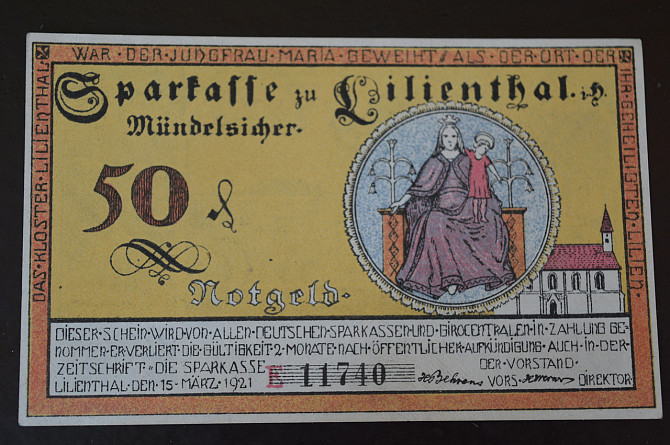 DAS·KLOSTER·LILIENTHAL·
WAR·DER·JUNGFRAU·MARIA·GEWEIHT·ALS·DER·ORT·DER·
LILIEN·
Sparkasse zu Lilienthal. i.H.
Mündelsicher.
50 ₰
Notgeld.
DIESER·SCHEIN·WIRD·VON·ALLEN·DEUTSCHEN·SPARKASSEN·UND·GIROCENTRALEN·IN·ZAHLUNG·GE-
NOMMEN·ER·VERLIERT·DIE·GÜLTIGKEIT·2·MONATE·NACH·ÖFFENTLICHER·AUFKÜNDIGUNG·AUCH·IN·DER·
ZEITSCHRIFT·"DIE SPARKASSE DER·VORSTAND·
LILIENTHAL·DEN·15·MÄRZ·1921 E 11740 Behrens VORS· DIREKTOR·